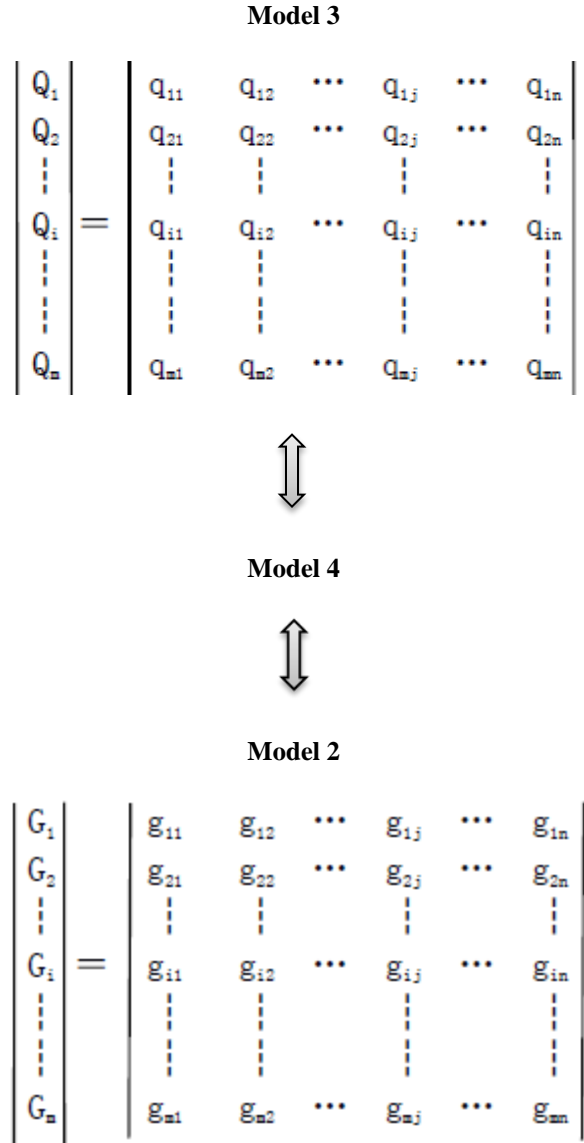 Model 3
Q₁ q₁₁ q₁₂ ⋯ q₁ⱼ ⋯ q₁ₙ
Q₂ q₂₁ q₂₂ ⋯ q₂ⱼ ⋯ q₂ₙ
Qᵢ = qᵢ₁ qᵢ₂ ⋯ qᵢⱼ ⋯ qᵢₙ
Qₘ qₘ₁ qₘ₂ ⋯ qₘⱼ ⋯ qₘₙ
Model 4
Model 2
G₁ g₁₁ g₁₂ ⋯ g₁ⱼ ⋯ g₁ₙ
G₂ g₂₁ g₂₂ ⋯ g₂ⱼ ⋯ g₂ₙ
Gᵢ = gᵢ₁ gᵢ₂ ⋯ gᵢⱼ ⋯ gᵢₙ
Gₘ gₘ₁ gₘ₂ ⋯ gₘⱼ ⋯ gₘₙ